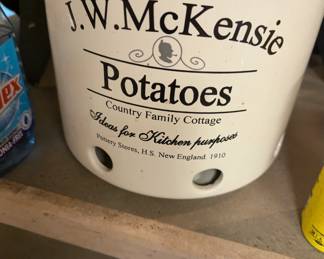 J.W.McKensie
Potatoes
Country Family Cottage
Ideas for Kitchen purposes
Pottery Stores, H.S. New England 1910